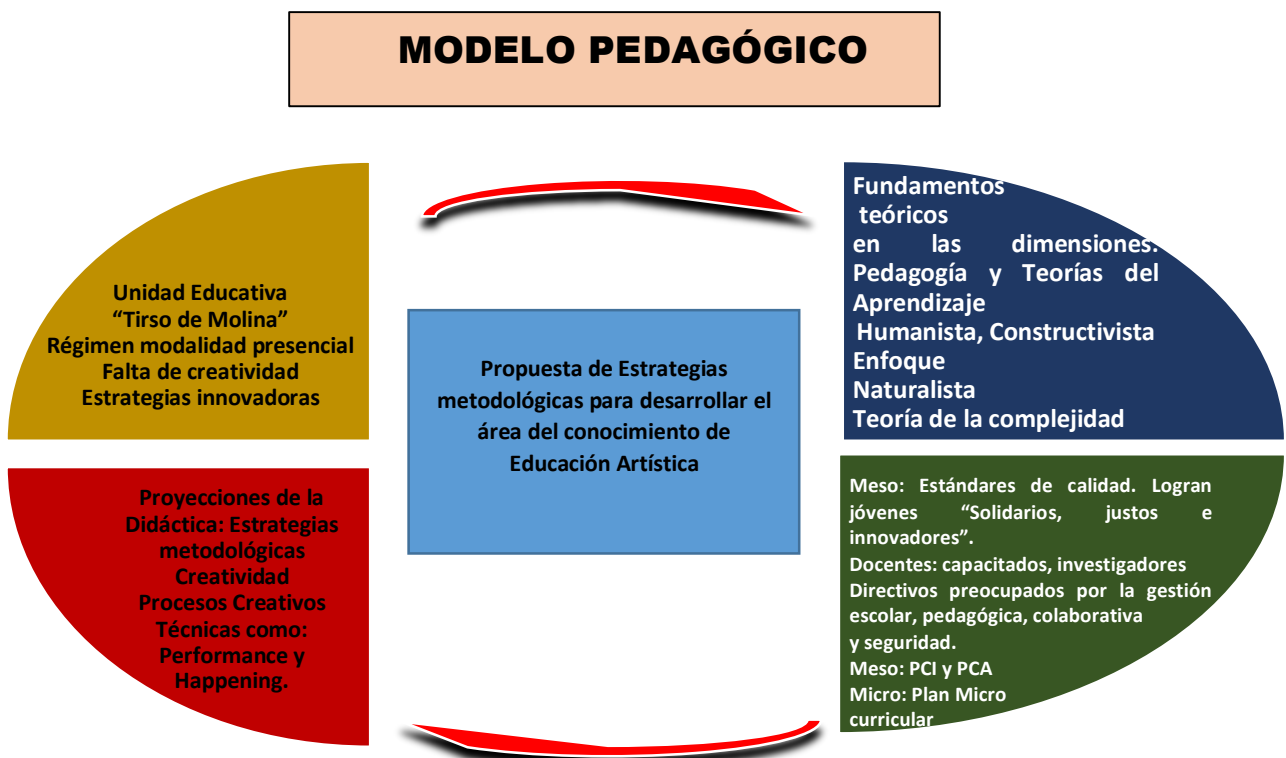 MODELO PEDAGÓGICO
Unidad Educativa
“Tirso de Molina”
Régimen modalidad presencial
Falta de creatividad
Estrategias innovadoras
Fundamentos
teóricos
en las dimensiones.
Pedagogía y Teorías del
Aprendizaje
Humanista, Constructivista
Enfoque
Naturalista
Teoría de la complejidad
Propuesta de Estrategias
metodológicas para desarrollar el
área del conocimiento de
Educación Artística
Proyecciones de la
Didáctica: Estrategias
metodológicas
Creatividad
Procesos Creativos
Técnicas como:
Performance y
Happening.
Meso: Estándares de calidad. Logran
jóvenes “Solidarios, justos e
innovadores”.
Docentes: capacitados, investigadores
Directivos preocupados por la gestión
escolar, pedagógica, colaborativa
y seguridad.
Meso: PCI y PCA
Micro: Plan Micro
curricular